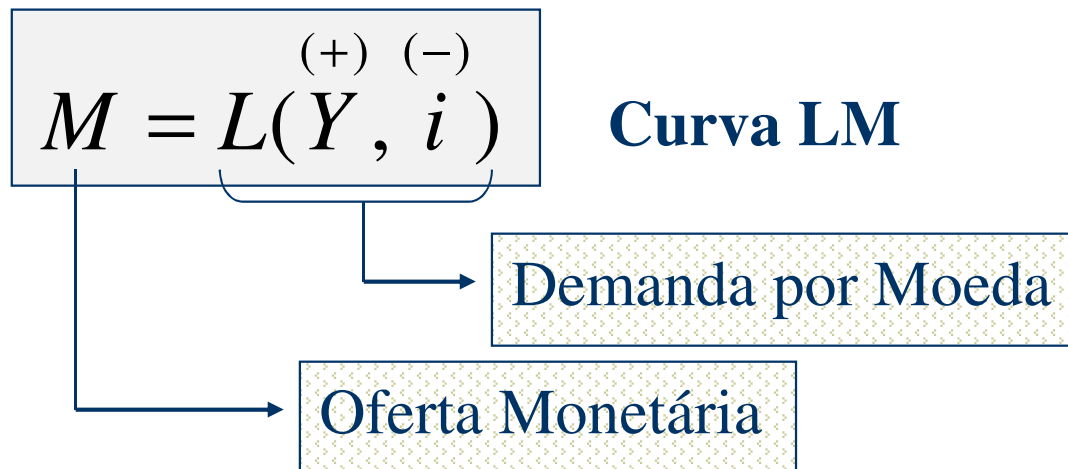 (+) (−)
M = L(Y , i )
Curva LM
Demanda por Moeda
Oferta Monetária